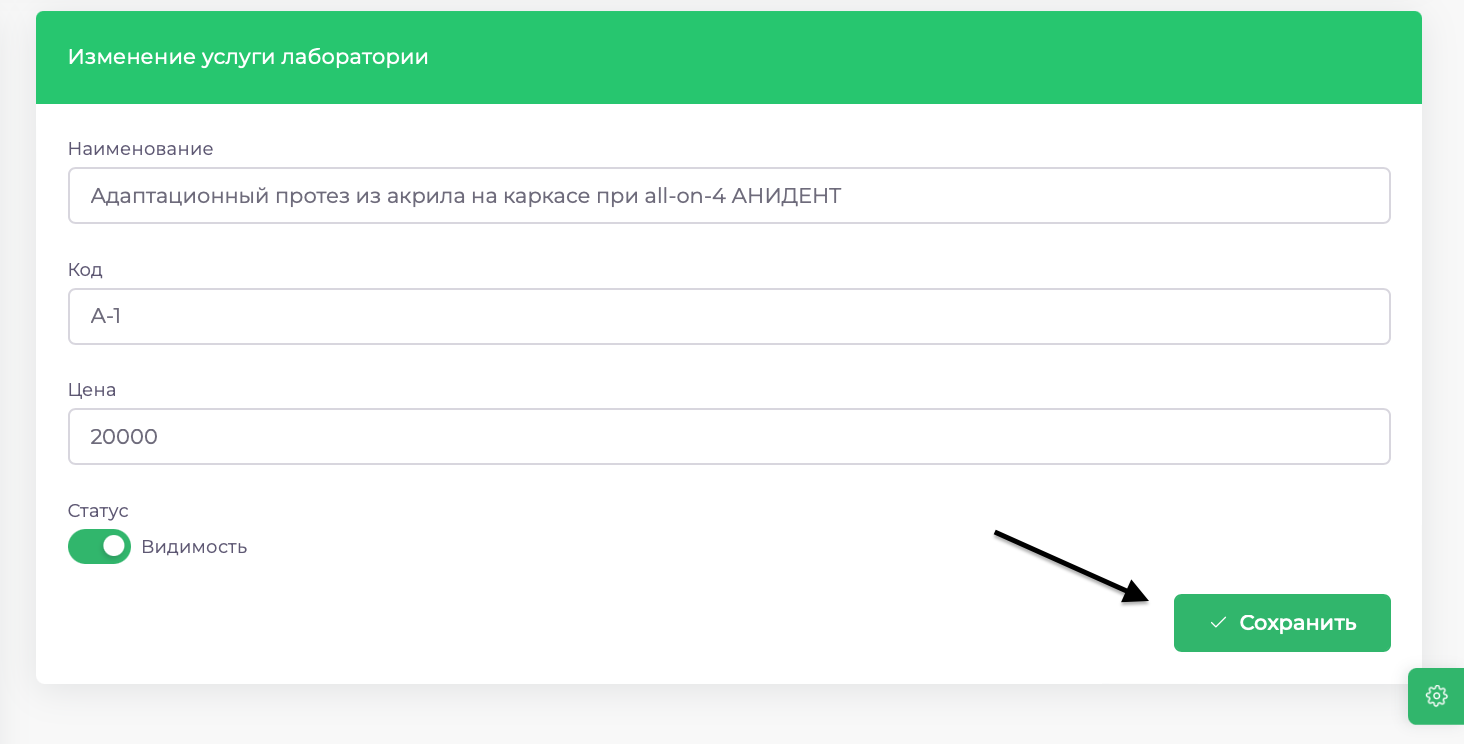 Изменение услуги лаборатории
Наименование
Адаптационный протез из акрила на каркасе при all-on-4 АНИДЕНТ
Код
A-1
Цена
20000
Статус
Видимость
Сохранить